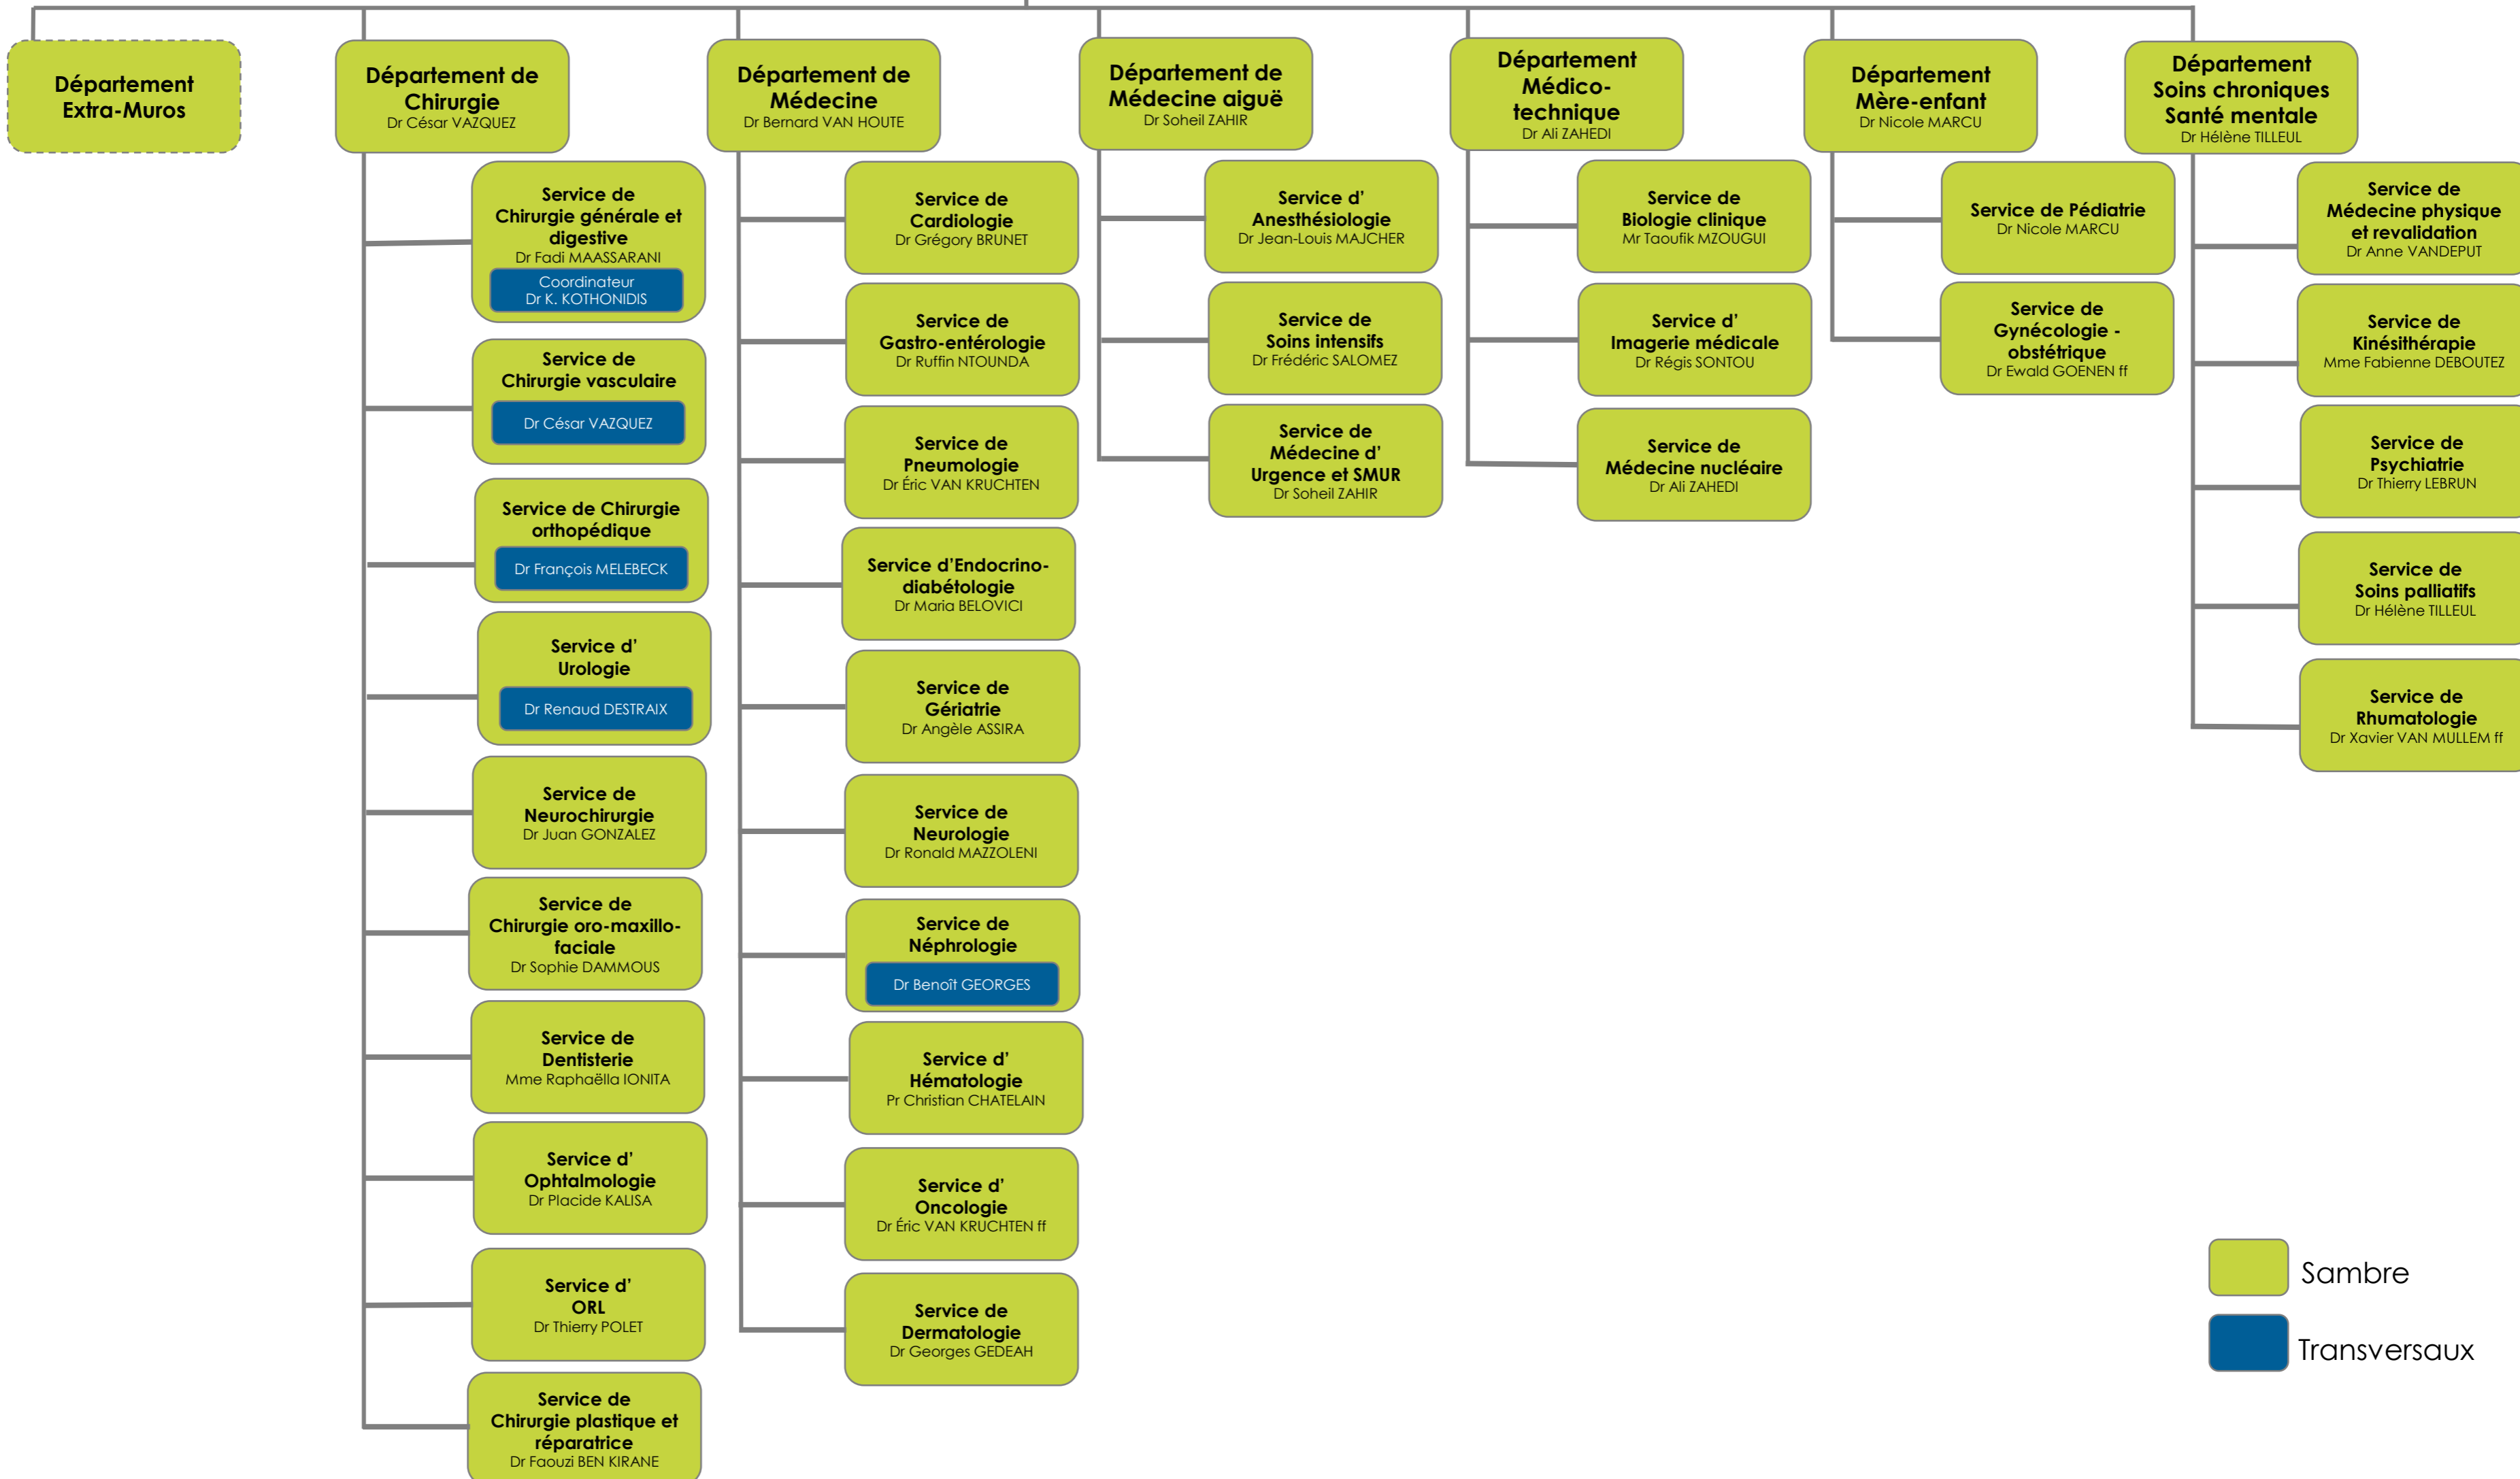 Département
Extra-Muros
Département de
Chirurgie
Dr César VAZQUEZ
Service de
Chirurgie générale et
digestive
Dr Fadi MAASSARANI
Coordinateur
Dr K. KOTHONIDIS
Service de
Chirurgie vasculaire
Dr César VAZQUEZ
Service de Chirurgie
orthopédique
Dr François MELEBECK
Service d’
Urologie
Dr Renaud DESTRAIX
Service de
Neurochirurgie
Dr Juan GONZALEZ
Service de
Chirurgie oro-maxillo-
faciale
Dr Sophie DAMMOUS
Service de
Dentisterie
Mme Raphaëlla IONITA
Service d’
Ophtalmologie
Dr Placide KALISA
Service d’
ORL
Dr Thierry POLET
Service de
Chirurgie plastique et
réparatrice
Dr Faouzi BEN KIRANE
Département de
Médecine
Dr Bernard VAN HOUTE
Service de
Cardiologie
Dr Grégory BRUNET
Service de
Gastro-entérologie
Dr Ruffin NTOUNDA
Service de
Pneumologie
Dr Éric VAN KRUCHTEN
Service d’Endocrino-
diabétologie
Dr Maria BELOVICI
Service de
Gériatrie
Dr Angèle ASSIRA
Service de
Neurologie
Dr Ronald MAZZOLENI
Service de
Néphrologie
Dr Benoît GEORGES
Service d’
Hématologie
Pr Christian CHATELAIN
Service d’
Oncologie
Dr Éric VAN KRUCHTEN ff
Service de
Dermatologie
Dr Georges GEDEAH
Département de
Médecine aiguë
Dr Soheil ZAHIR
Service d’
Anesthésiologie
Dr Jean-Louis MAJCHER
Service de
Soins intensifs
Dr Frédéric SALOMEZ
Service de
Médecine d’
Urgence et SMUR
Dr Soheil ZAHIR
Département
Médico-
technique
Dr Ali ZAHEDI
Service de
Biologie clinique
Mr Taoufik MZOUGUI
Service d’
Imagerie médicale
Dr Régis SONTOU
Service de
Médecine nucléaire
Dr Ali ZAHEDI
Département
Mère-enfant
Dr Nicole MARCU
Service de Pédiatrie
Dr Nicole MARCU
Service de
Gynécologie -
obstétrique
Dr Ewald GOENEN ff
Département
Soins chroniques
Santé mentale
Dr Hélène TILLEUL
Service de
Médecine physique
et revalidation
Dr Anne VANDEPUT
Service de
Kinésithérapie
Mme Fabienne DEBOUTEZ
Service de
Psychiatrie
Dr Thierry LEBRUN
Service de
Soins palliatifs
Dr Hélène TILLEUL
Service de
Rhumatologie
Dr Xavier VAN MULLEM ff
Sambre
Transversaux